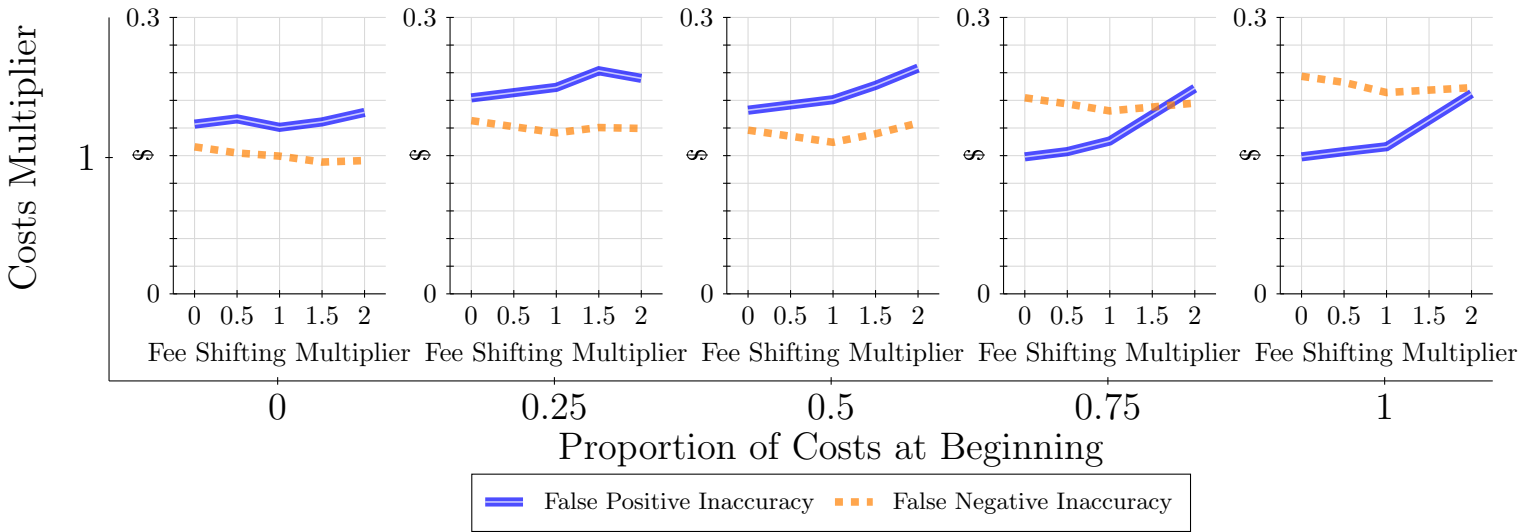 Costs Multiplier
1
0.3 0.3 0.3 0.3 0.3
$ $ $ $ $
0 0 0 0 0
0 0.5 1 1.5 2 0 0.5 1 1.5 2 0 0.5 1 1.5 2 0 0.5 1 1.5 2 0 0.5 1 1.5 2
Fee Shifting Multiplier Fee Shifting Multiplier Fee Shifting Multiplier Fee Shifting Multiplier Fee Shifting Multiplier
0 0.25 0.5 0.75 1
Proportion of Costs at Beginning
False Positive Inaccuracy False Negative Inaccuracy